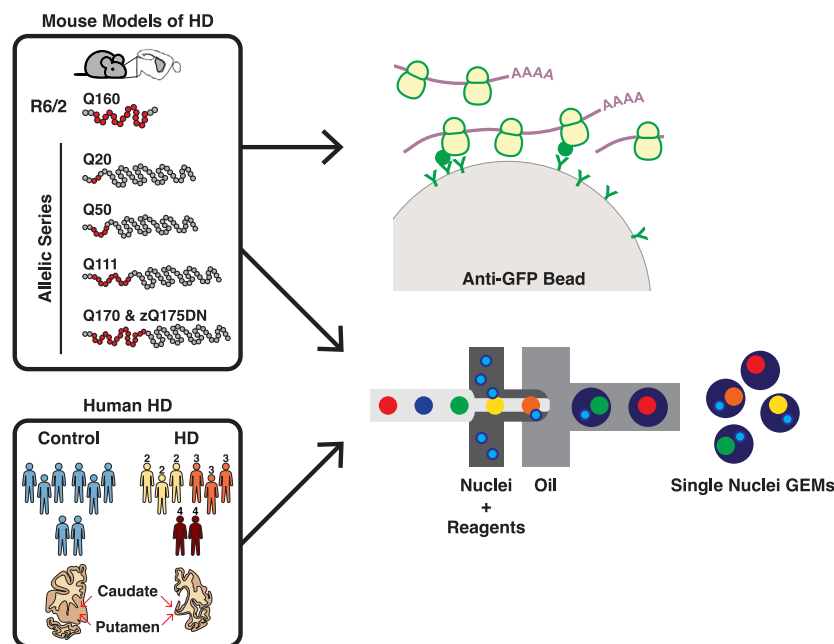 Mouse Models of HD
R6/2
Q160
Allelic Series
Q20
Q50
Q111
Q170 & zQ175DN
AAAA
AAAA
Anti-GFP Bead
Human HD
Control
HD
2 2 2 3 3 3
4 4
Caudate
Putamen
Nuclei
+
Reagents
Oil
Single Nuclei GEMs